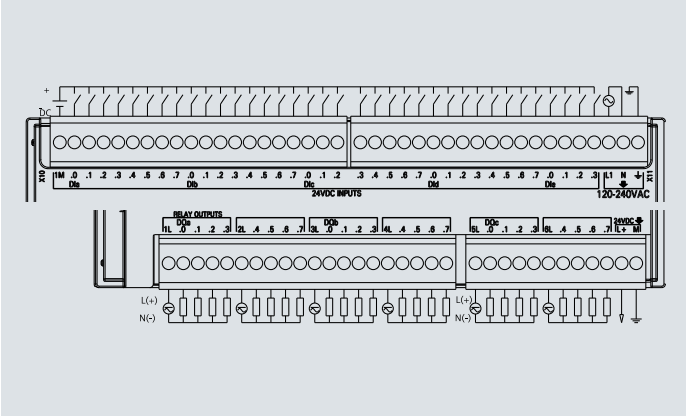 +
DC
X10 1M .0 .1 .2 .3 .4 .5 .6 .7 .0 .1 .2 .3 .4 .5 .6 .7 .0 .1 .2 .3 .4 .5 .6 .7 .0 .1 .2 .3 .4 .5 .6 .7 .0 .1 .2 .3 L1 N X11
DIa DIb DIc DId DIe
24VDC INPUTS 120-240VAC
RELAY OUTPUTS
DQa DQb DQc 24VDC
1L .0 .1 .2 .3 2L .4 .5 .6 .7 3L .0 .1 .2 .3 4L .4 .5 .6 .7 5L .0 .1 .2 .3 6L .4 .5 .6 .7 L+ M
L(+) L(+)
N(-) N(-)